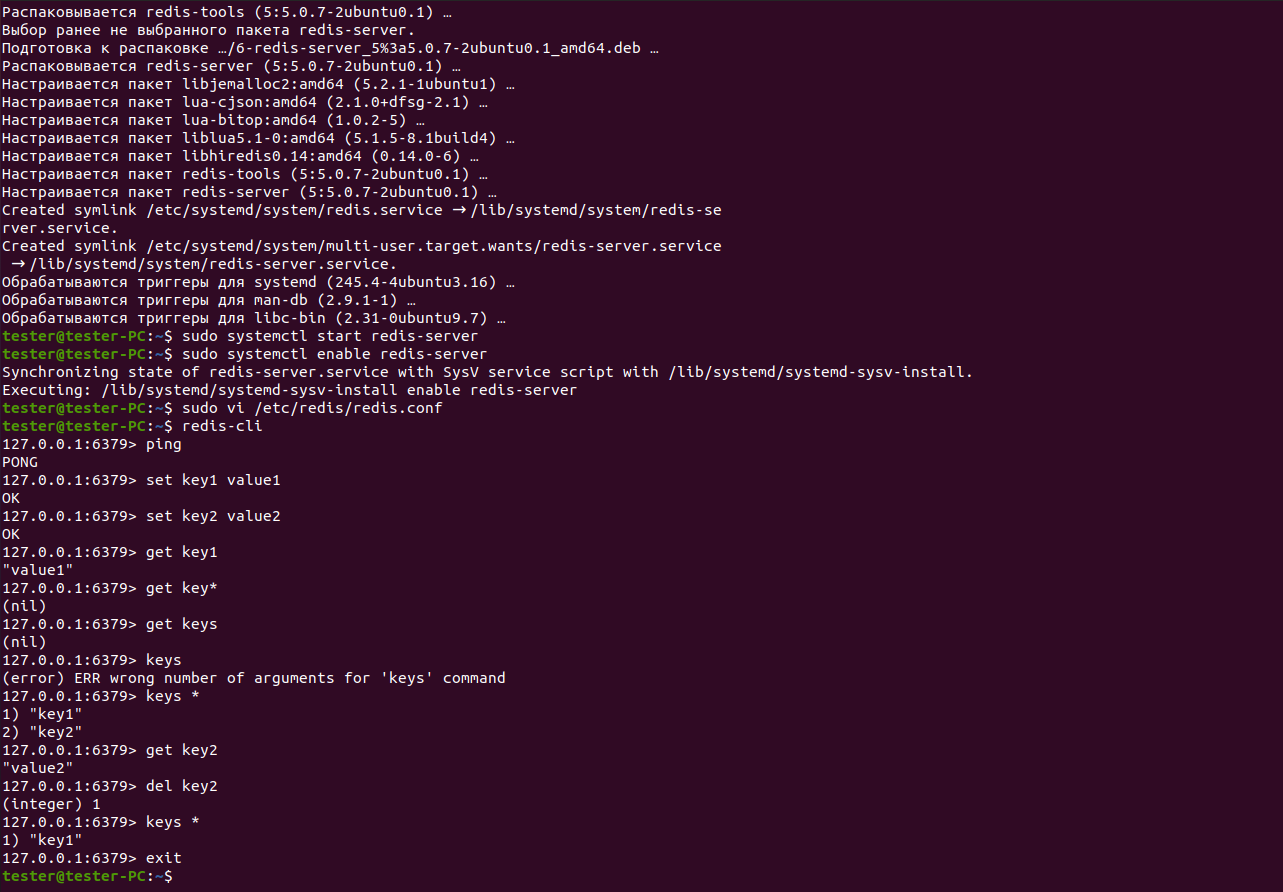 Распаковывается redis-tools (5:5.0.7-2ubuntu0.1) …
Выбор ранее не выбранного пакета redis-server.
Подготовка к распаковке …/6-redis-server_5%3a5.0.7-2ubuntu0.1_amd64.deb …
Распаковывается redis-server (5:5.0.7-2ubuntu0.1) …
Настраивается пакет libjemalloc2:amd64 (5.2.1-1ubuntu1) …
Настраивается пакет lua-cjson:amd64 (2.1.0+dfsg-2.1) …
Настраивается пакет lua-bitop:amd64 (1.0.2-5) …
Настраивается пакет liblua5.1-0:amd64 (5.1.5-8.1build4) …
Настраивается пакет libhiredis0.14:amd64 (0.14.0-6) …
Настраивается пакет redis-tools (5:5.0.7-2ubuntu0.1) …
Настраивается пакет redis-server (5:5.0.7-2ubuntu0.1) …
Created symlink /etc/systemd/system/redis.service → /lib/systemd/system/redis-se
rver.service.
Created symlink /etc/systemd/system/multi-user.target.wants/redis-server.service
 → /lib/systemd/system/redis-server.service.
Обрабатываются триггеры для systemd (245.4-4ubuntu3.16) …
Обрабатываются триггеры для man-db (2.9.1-1) …
Обрабатываются триггеры для libc-bin (2.31-0ubuntu9.7) …
tester@tester-PC:~$ sudo systemctl start redis-server
tester@tester-PC:~$ sudo systemctl enable redis-server
Synchronizing state of redis-server.service with SysV service script with /lib/systemd/systemd-sysv-install.
Executing: /lib/systemd/systemd-sysv-install enable redis-server
tester@tester-PC:~$ sudo vi /etc/redis/redis.conf
tester@tester-PC:~$ redis-cli
127.0.0.1:6379> ping
PONG
127.0.0.1:6379> set key1 value1
OK
127.0.0.1:6379> set key2 value2
OK
127.0.0.1:6379> get key1
"value1"
127.0.0.1:6379> get key*
(nil)
127.0.0.1:6379> get keys
(nil)
127.0.0.1:6379> keys
(error) ERR wrong number of arguments for 'keys' command
127.0.0.1:6379> keys *
1) "key1"
2) "key2"
127.0.0.1:6379> get key2
"value2"
127.0.0.1:6379> del key2
(integer) 1
127.0.0.1:6379> keys *
1) "key1"
127.0.0.1:6379> exit
tester@tester-PC:~$